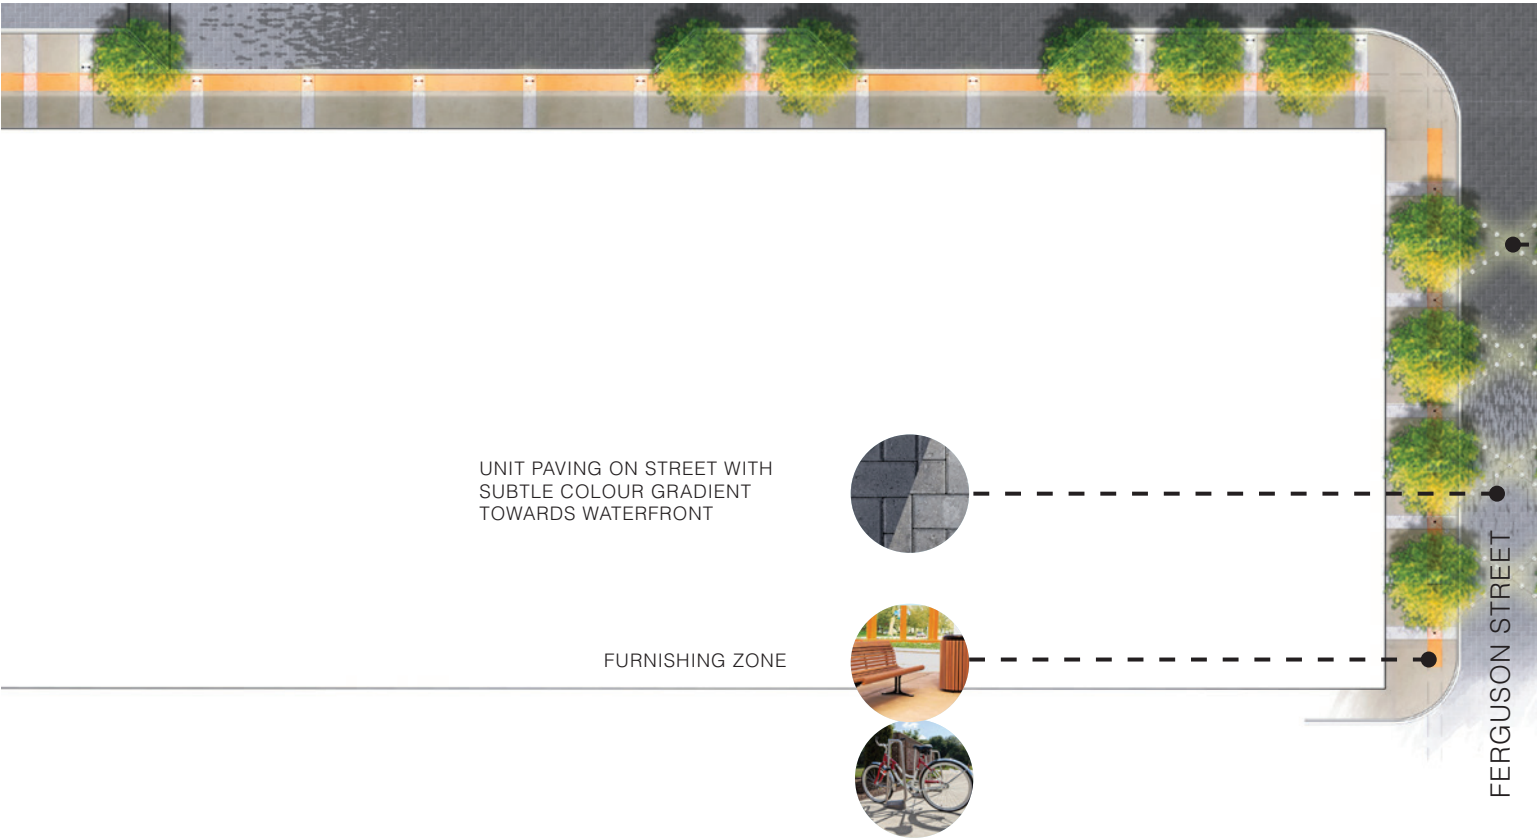 UNIT PAVING ON STREET WITH
SUBTLE COLOUR GRADIENT
TOWARDS WATERFRONT
FURNISHING ZONE
FERGUSON STREET